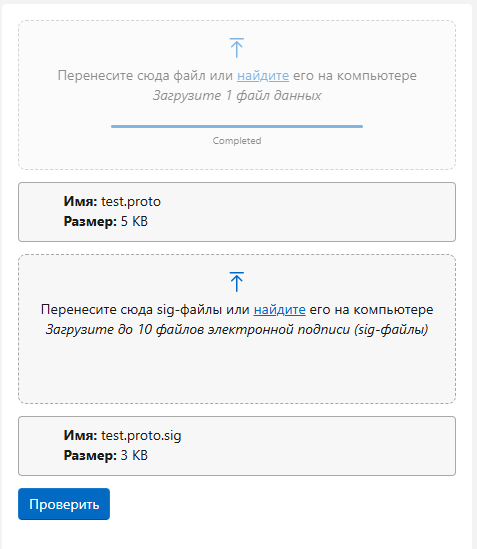 Перенесите сюда файл или найдите его на компьютере
Загрузите 1 файл данных
Completed
Имя: test.proto
Размер: 5 KB
Перенесите сюда sig-файлы или найдите его на компьютере
Загрузите до 10 файлов электронной подписи (sig-файлы)
Имя: test.proto.sig
Размер: 3 KB
Проверить